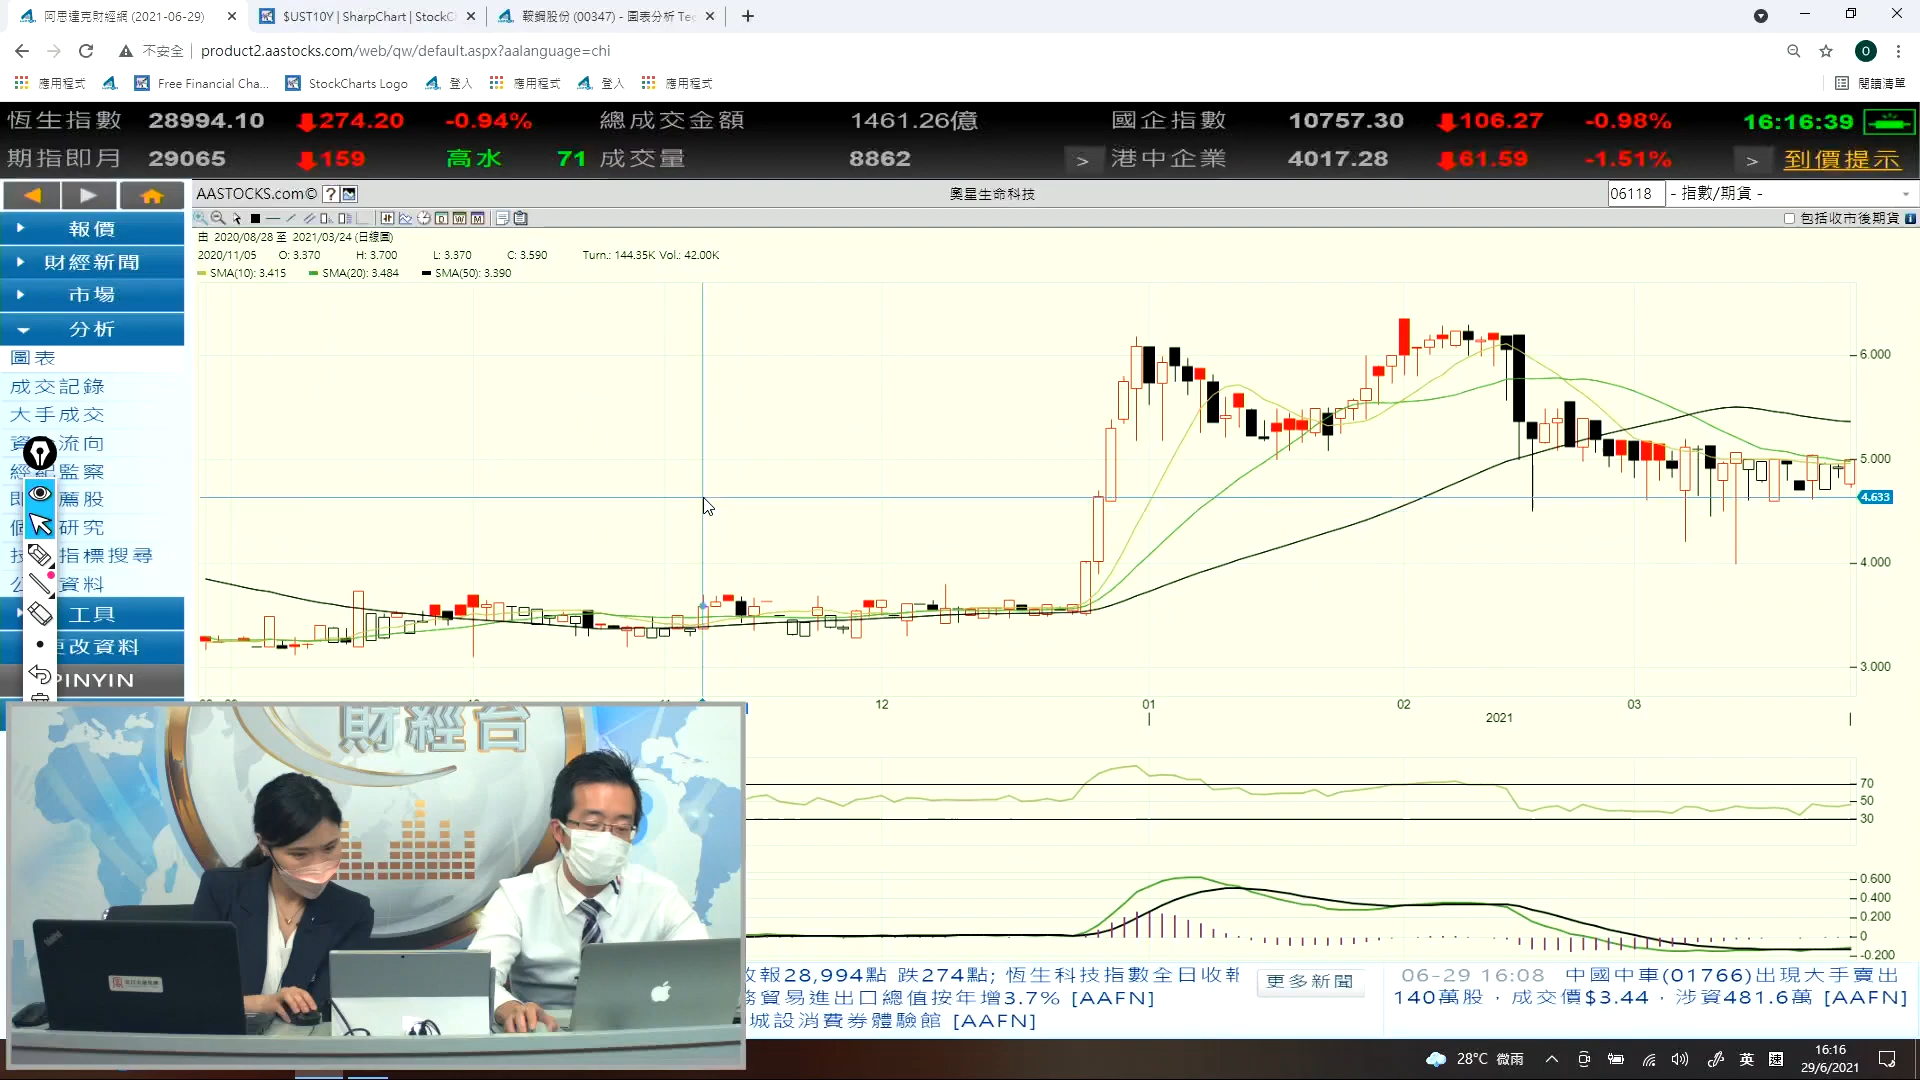 阿思達克財經網 (2021-06-29)
$UST10Y | SharpChart | StockC
鞍鋼股份 (00347) - 圖表分析 Tec
不安全
product2.aastocks.com/web/qw/default.aspx?aalanguage=chi
應用程式
Free Financial Cha...
StockCharts Logo
登入
應用程式
登入
應用程式
閱讀清單
恆生指數 28994.10 274.20 -0.94% 總成交金額 1461.26億 國企指數 10757.30 106.27 -0.98% 16:16:39
期指即月 29065 159 高水 71 成交量 8862 > 港中企業 4017.28 61.59 -1.51% > 到價提示
AASTOCKS.com© ? 奧星生命科技 06118 - 指數/期貨 -
包括收市後期貨
由 2020/08/28 至 2021/03/24 (日線圖)
2020/11/05 O: 3.370 H: 3.700 L: 3.370 C: 3.590 Turn.: 144.35K Vol.: 42.00K
SMA(10): 3.415 SMA(20): 3.484 SMA(50): 3.390
報價
財經新聞
市場
分析
圖表
成交記錄
大手成交
資 流向
經紀監察
即 薦股
個 研究
技 指標搜尋
公 資料
工具
更改資料
PINYIN
6.000
5.000
4.633
4.000
3.000
12 01 02 03
2021
70
50
30
0.600
0.400
0.200
0
-0.200
財經台
收報28,994點 跌274點; 恆生科技指數全日收報
務貿易進出口總值按年增3.7% [AAFN]
城設消費券體驗館 [AAFN]
更多新聞
06-29 16:08 中國中車(01766)出現大手賣出
140萬股，成交價$3.44，涉資481.6萬 [AAFN]
28°C 微雨
英
16:16
29/6/2021